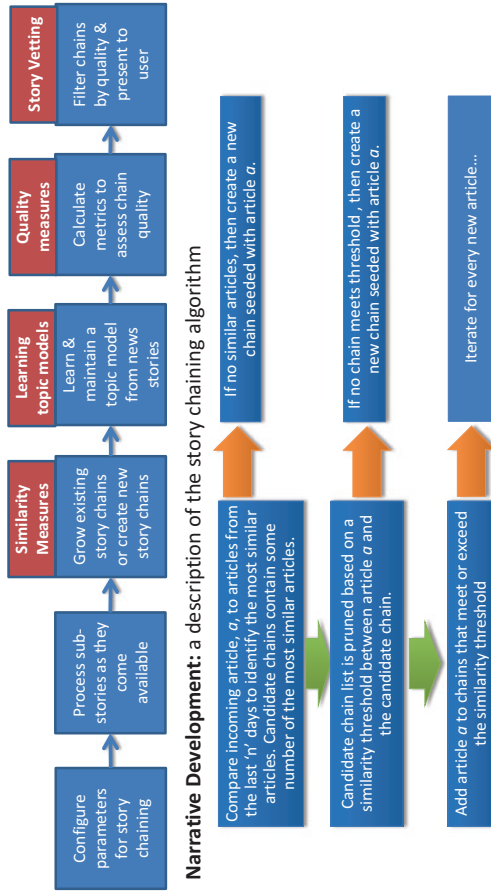 Configure
parameters
for story
chaining
Process sub-
stories as they
come
available
Similarity
Measures
Grow existing
story chains
or create new
story chains
Learning
topic models
Learn &
maintain a
topic model
from news
stories
Quality
measures
Calculate
metrics to
assess chain
quality
Story Vetting
Filter chains
by quality &
present to
user
Narrative Development: a description of the story chaining algorithm
Compare incoming article, a, to articles from
the last 'n' days to identify the most similar
articles. Candidate chains contain some
number of the most similar articles.
If no similar articles, then create a new
chain seeded with article a.
Candidate chain list is pruned based on a
similarity threshold between article a and
the candidate chain.
If no chain meets threshold , then create a
new chain seeded with article a.
Add article a to chains that meet or exceed
the similarity threshold
Iterate for every new article...